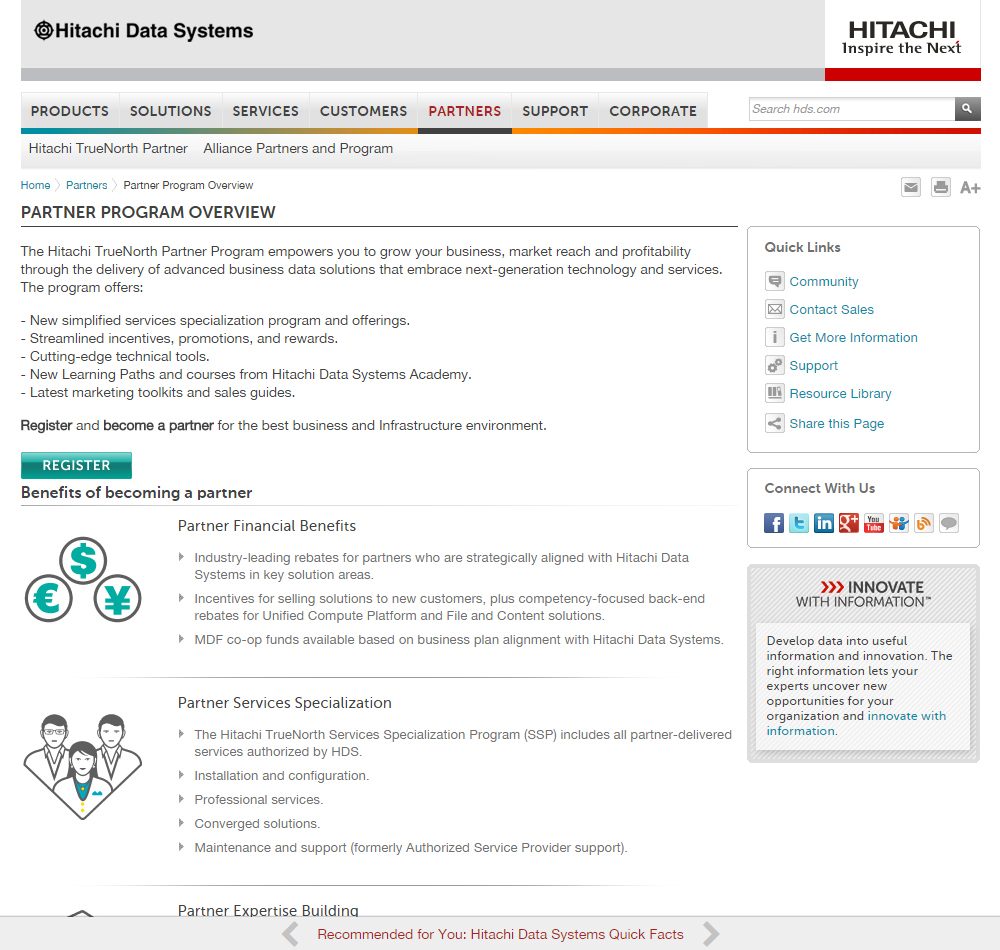 Hitachi Data Systems
HITACHI
Inspire the Next
PRODUCTS SOLUTIONS SERVICES CUSTOMERS PARTNERS SUPPORT CORPORATE
Search hds.com
Hitachi TrueNorth Partner Alliance Partners and Program
Home Partners Partner Program Overview
A+
PARTNER PROGRAM OVERVIEW
The Hitachi TrueNorth Partner Program empowers you to grow your business, market reach and profitability
through the delivery of advanced business data solutions that embrace next-generation technology and services.
The program offers:
- New simplified services specialization program and offerings.
- Streamlined incentives, promotions, and rewards.
- Cutting-edge technical tools.
- New Learning Paths and courses from Hitachi Data Systems Academy.
- Latest marketing toolkits and sales guides.
Register and become a partner for the best business and Infrastructure environment.
REGISTER
Benefits of becoming a partner
$
€ ¥
Partner Financial Benefits
Industry-leading rebates for partners who are strategically aligned with Hitachi Data
Systems in key solution areas.
Incentives for selling solutions to new customers, plus competency-focused back-end
rebates for Unified Compute Platform and File and Content solutions.
MDF co-op funds available based on business plan alignment with Hitachi Data Systems.
Partner Services Specialization
The Hitachi TrueNorth Services Specialization Program (SSP) includes all partner-delivered
services authorized by HDS.
Installation and configuration.
Professional services.
Converged solutions.
Maintenance and support (formerly Authorized Service Provider support).
Partner Expertise Building
Quick Links
Community
Contact Sales
Get More Information
Support
Resource Library
Share this Page
Connect With Us
f t in g+ You Tube
INNOVATE
WITH INFORMATION™
Develop data into useful
information and innovation. The
right information lets your
experts uncover new
opportunities for your
organization and innovate with
information.
Recommended for You: Hitachi Data Systems Quick Facts